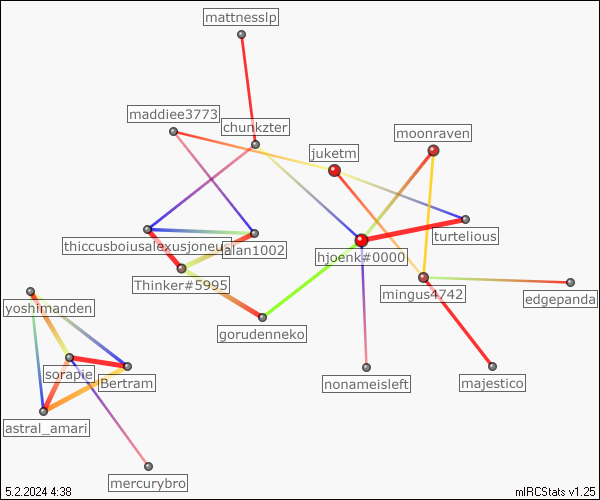 mattnesslp
maddiee3773
chunkzter
moonraven
juketm
turtelious
thiccusboiusalexusjoneus
alan1002
hjoenk#0000
Thinker#5995
mingus4742
edgepanda
yoshimanden
gorudenneko
sorapie
Bertram
nonameisleft
majestico
astral_amari
mercurybro
5.2.2024 4:38
mIRCStats v1.25